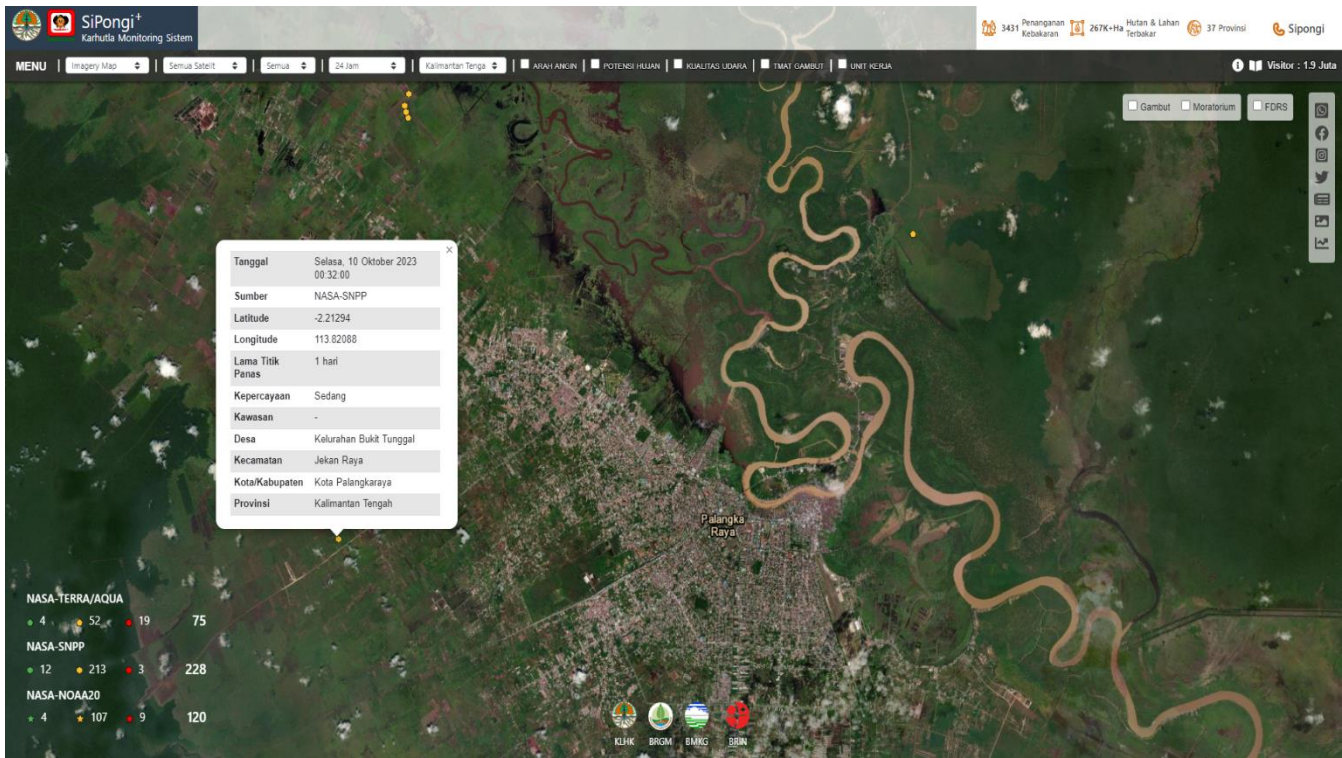 SiPongi+
Karhutla Monitoring Sistem
3431 Penanganan Kebakaran
267K+Ha Hutan & Lahan Terbakar
37 Provinsi
Sipongi
MENU | Imagery Map | Semua Satelit | Semua | 24 Jam | Kalimantan Tenga | ARAH ANGIN | POTENSI HUJAN | KUALITAS UDARA | TMAT GAMBUT | UNIT KERJA
Visitor : 1.9 Juta
Gambut Moratorium FDRS
×
Tanggal Selasa, 10 Oktober 2023
00:32:00
Sumber NASA-SNPP
Latitude -2.21294
Longitude 113.82088
Lama Titik 1 hari
Panas
Kepercayaan Sedang
Kawasan -
Desa Kelurahan Bukit Tunggal
Kecamatan Jekan Raya
Kota/Kabupaten Kota Palangkaraya
Provinsi Kalimantan Tengah
Palangka
Raya
NASA-TERRA/AQUA
4 52 19 75
NASA-SNPP
12 213 3 228
NASA-NOAA20
4 107 9 120
KLHK BRGM BMKG BRIN